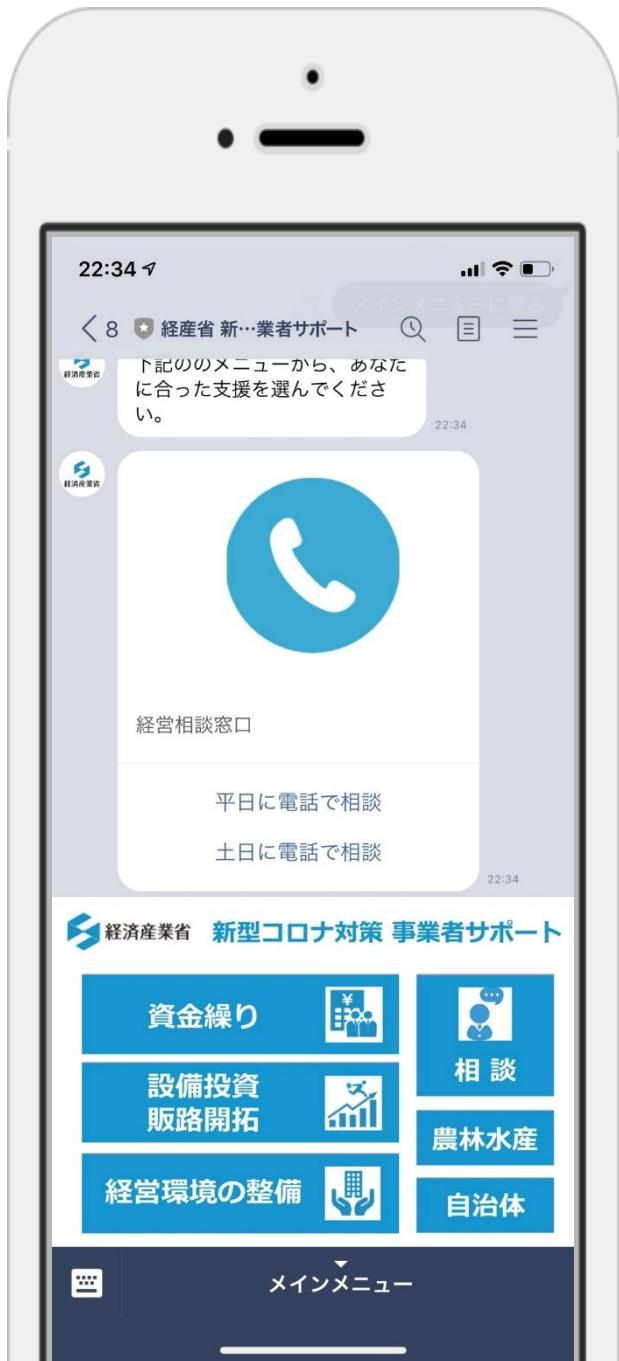 22:34
メインメニューに戻る
8 経産省 新…業者サポート
下記ののメニューから、あなた
に合った支援を選んでくださ
い。
22:34
経済産業省
経済産業省
経営相談窓口
平日に電話で相談
土日に電話で相談
22:34
経済産業省 新型コロナ対策 事業者サポート
資金繰り
¥
設備投資
販路開拓
経営環境の整備
相談
農林水産
自治体
メインメニュー